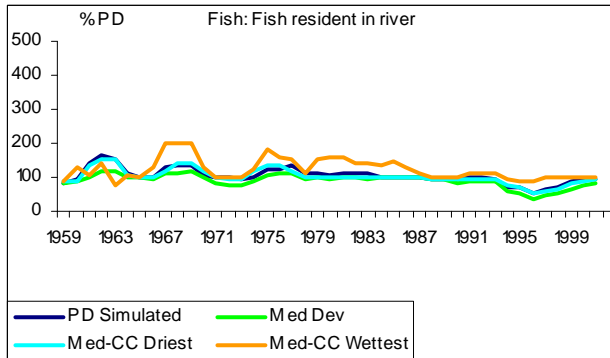 %PD Fish: Fish resident in river
500
400
300
200
100
0
1959 1963 1967 1971 1975 1979 1983 1987 1991 1995 1999
PD Simulated Med Dev
Med-CC Driest Med-CC Wettest